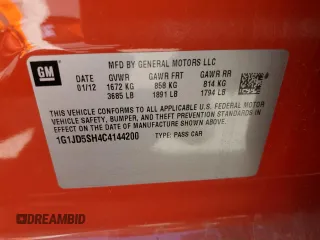 GM
MFD BY GENERAL MOTORS LLC
DATE GVWR GAWR FRT GAWR RR
01/12 1672 KG 858 KG 814 KG
3685 LB 1891 LB 1794 LB
THIS VEHICLE CONFORMS TO ALL APPLICABLE U.S. FEDERAL MOTOR
VEHICLE SAFETY, BUMPER, AND THEFT PREVENTION STANDARDS IN
EFFECT ON THE DATE OF MANUFACTURE SHOWN ABOVE.
1G1JD5SH4C4144200 TYPE: PASS CAR
DREAMBID